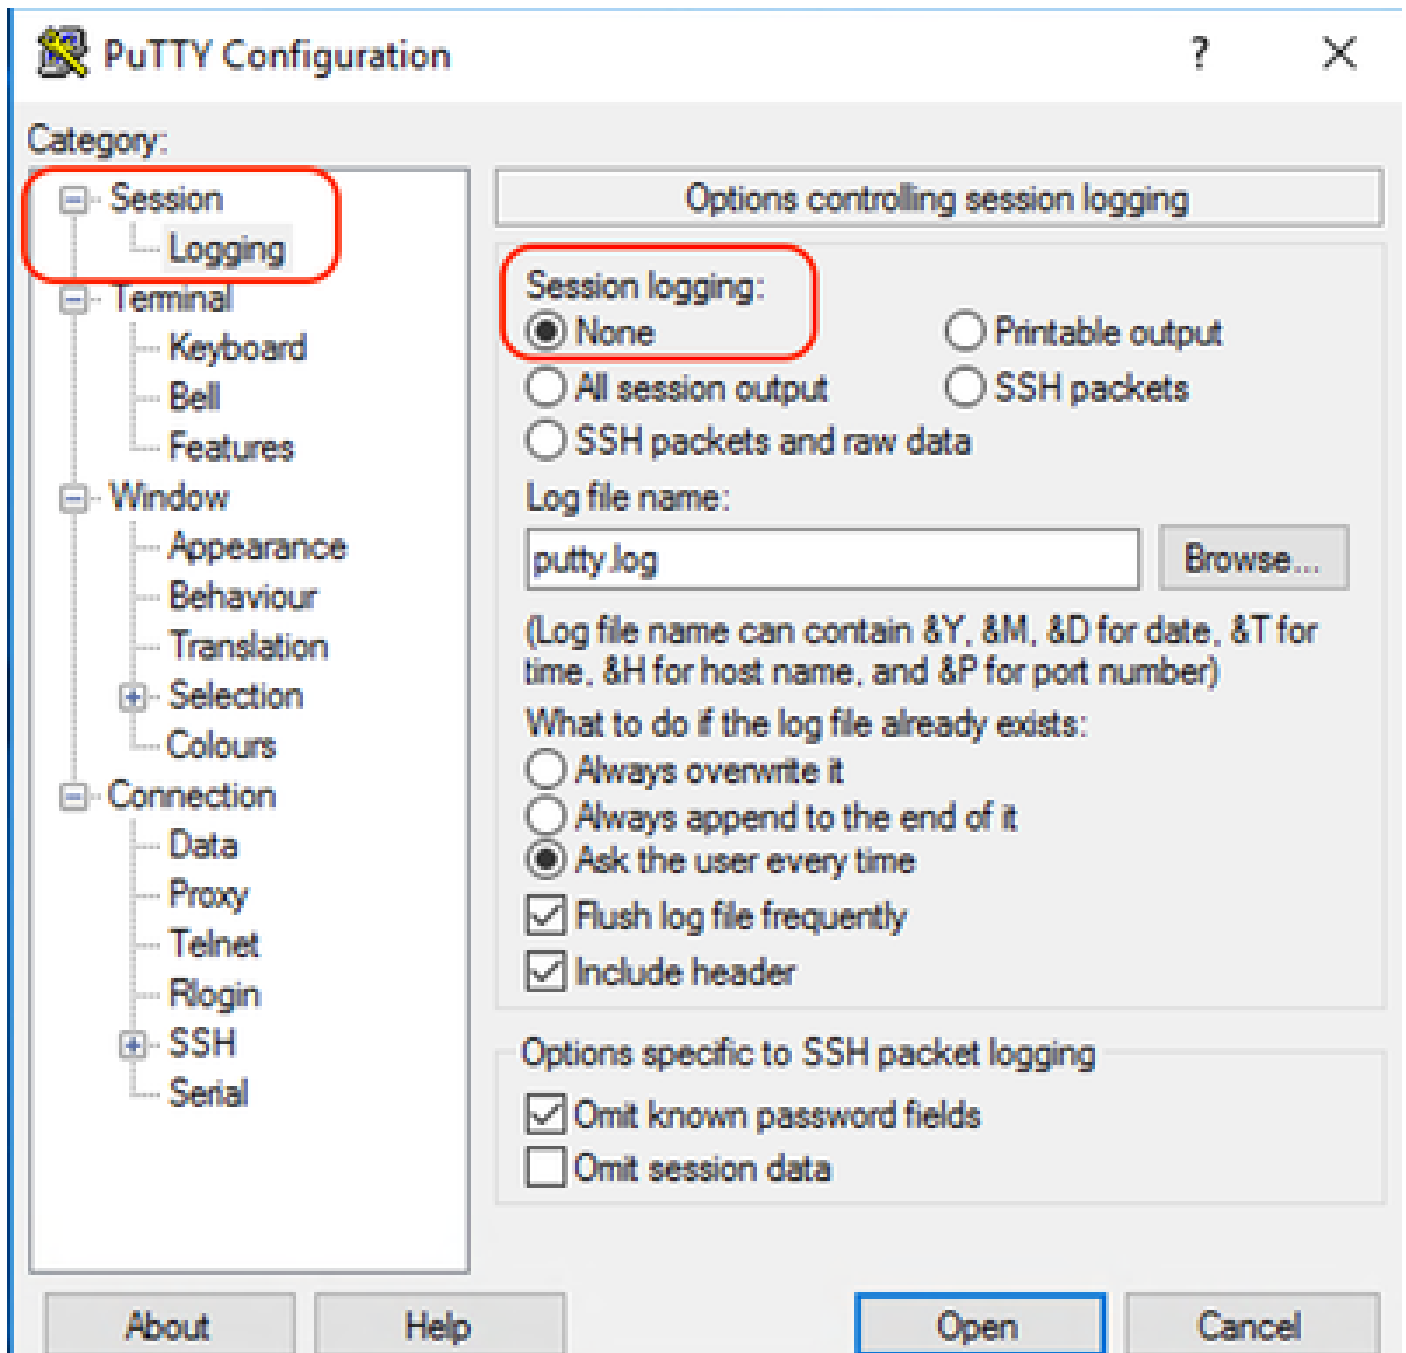 PuTTY Configuration
?
Category:
Session
Logging
Terminal
Keyboard
Bell
Features
Window
Appearance
Behaviour
Translation
Selection
Colours
Connection
Data
Proxy
Telnet
Rlogin
SSH
Serial
Options controlling session logging
Session logging:
None
Printable output
All session output
SSH packets
SSH packets and raw data
Log file name:
putty.log
Browse...
(Log file name can contain &Y, &M, &D for date, &T for
time, &H for host name, and &P for port number)
What to do if the log file already exists:
Always overwrite it
Always append to the end of it
Ask the user every time
Flush log file frequently
Include header
Options specific to SSH packet logging
Omit known password fields
Omit session data
About
Help
Open
Cancel